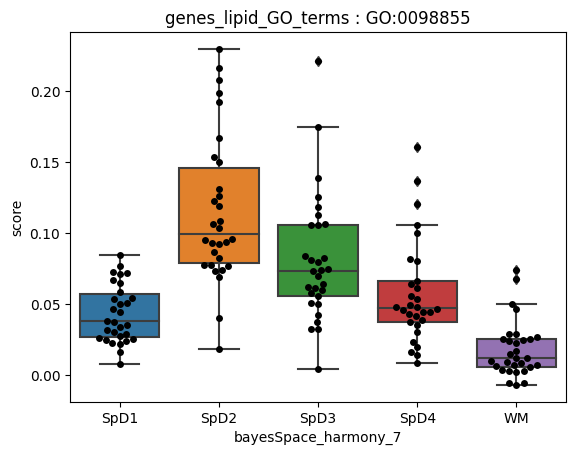 genes_lipid_GO_terms : GO:0098855
0.20
0.15
0.10
0.05
0.00
score
SpD1 SpD2 SpD3 SpD4 WM
bayesSpace_harmony_7